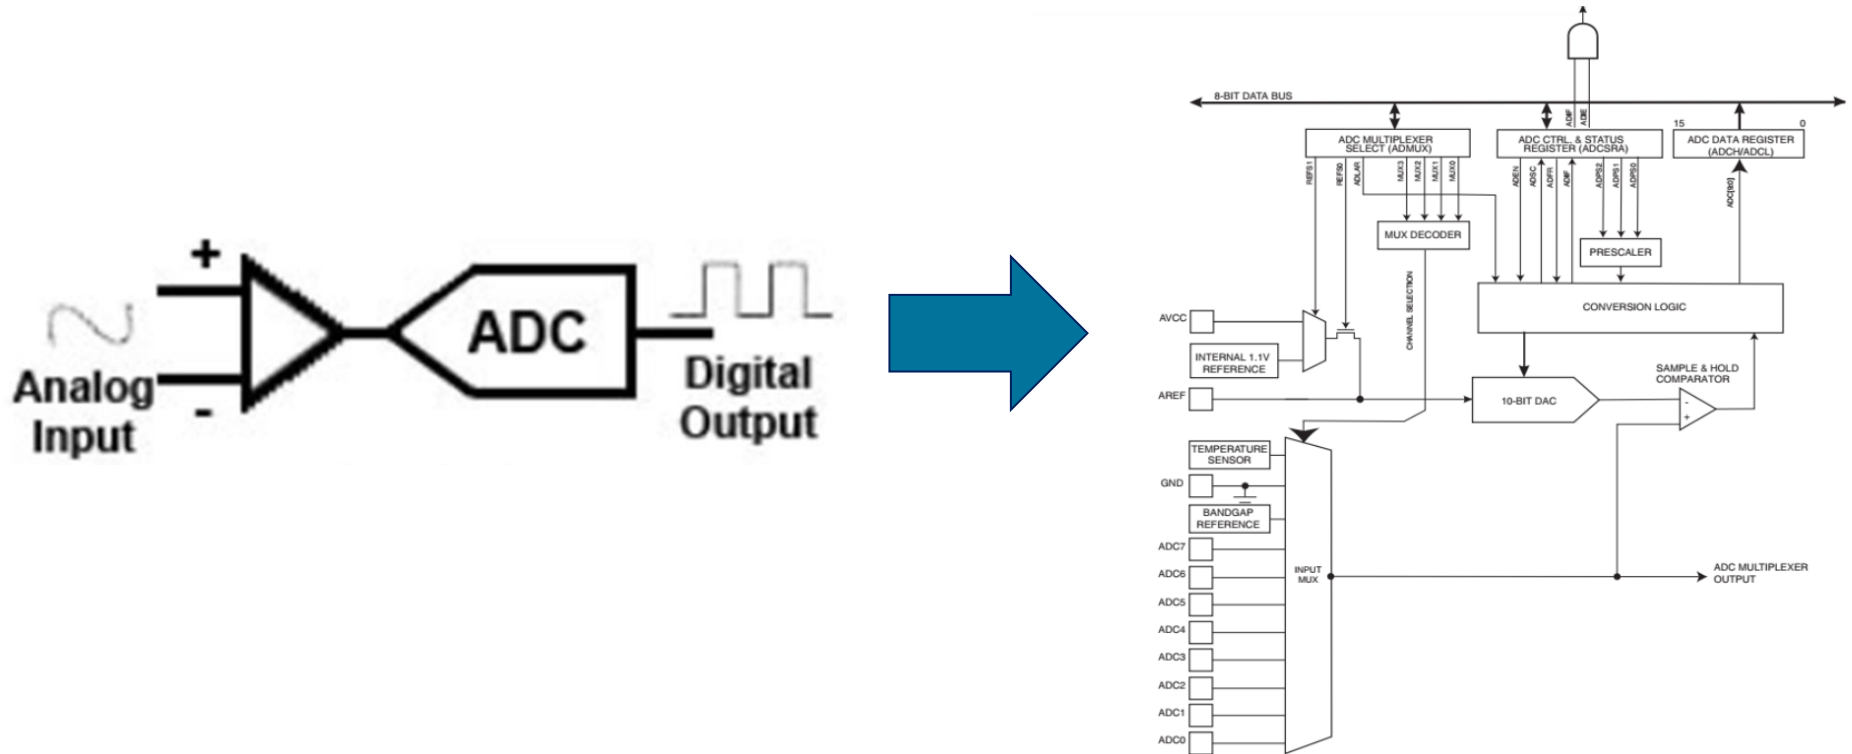 +
Analog
Input
-
ADC
Digital
Output
8-BIT DATA BUS
ADIF
ADIE
15
0
ADC MULTIPLEXER
SELECT (ADMUX)
ADC CTRL. & STATUS
REGISTER (ADCSRA)
ADC DATA REGISTER
(ADCH/ADCL)
REFS1
REFS0
ADLAR
MUX3
MUX2
MUX1
MUX0
ADEN
ADSC
ADFR
ADIF
ADPS2
ADPS1
ADPS0
ADC[9:0]
MUX DECODER
PRESCALER
CHANNEL SELECTION
CONVERSION LOGIC
AVCC
INTERNAL 1.1V
REFERENCE
AREF
SAMPLE & HOLD
COMPARATOR
10-BIT DAC
-
+
TEMPERATURE
SENSOR
GND
BANDGAP
REFERENCE
ADC7
ADC6
ADC5
ADC4
ADC3
ADC2
ADC1
ADC0
INPUT
MUX
ADC MULTIPLEXER
OUTPUT